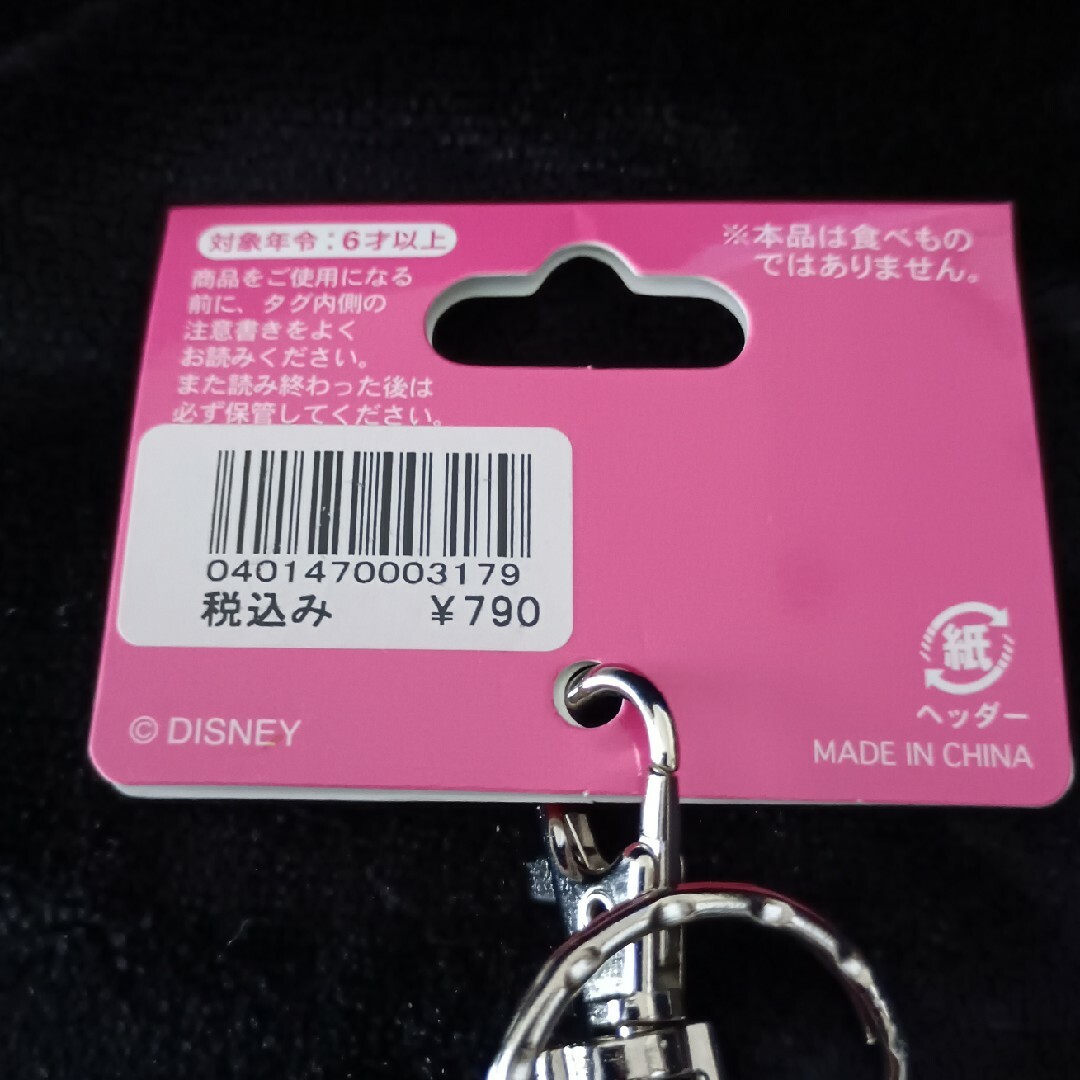 対象年令：6才以上
商品をご使用になる
前に、タグ内側の
注意書きをよく
お読みください。
また読み終わった後は
必ず保管してください。
※本品は食べもの
ではありません。
0401470003179
税込み ¥790
© DISNEY
紙
ヘッダー
MADE IN CHINA